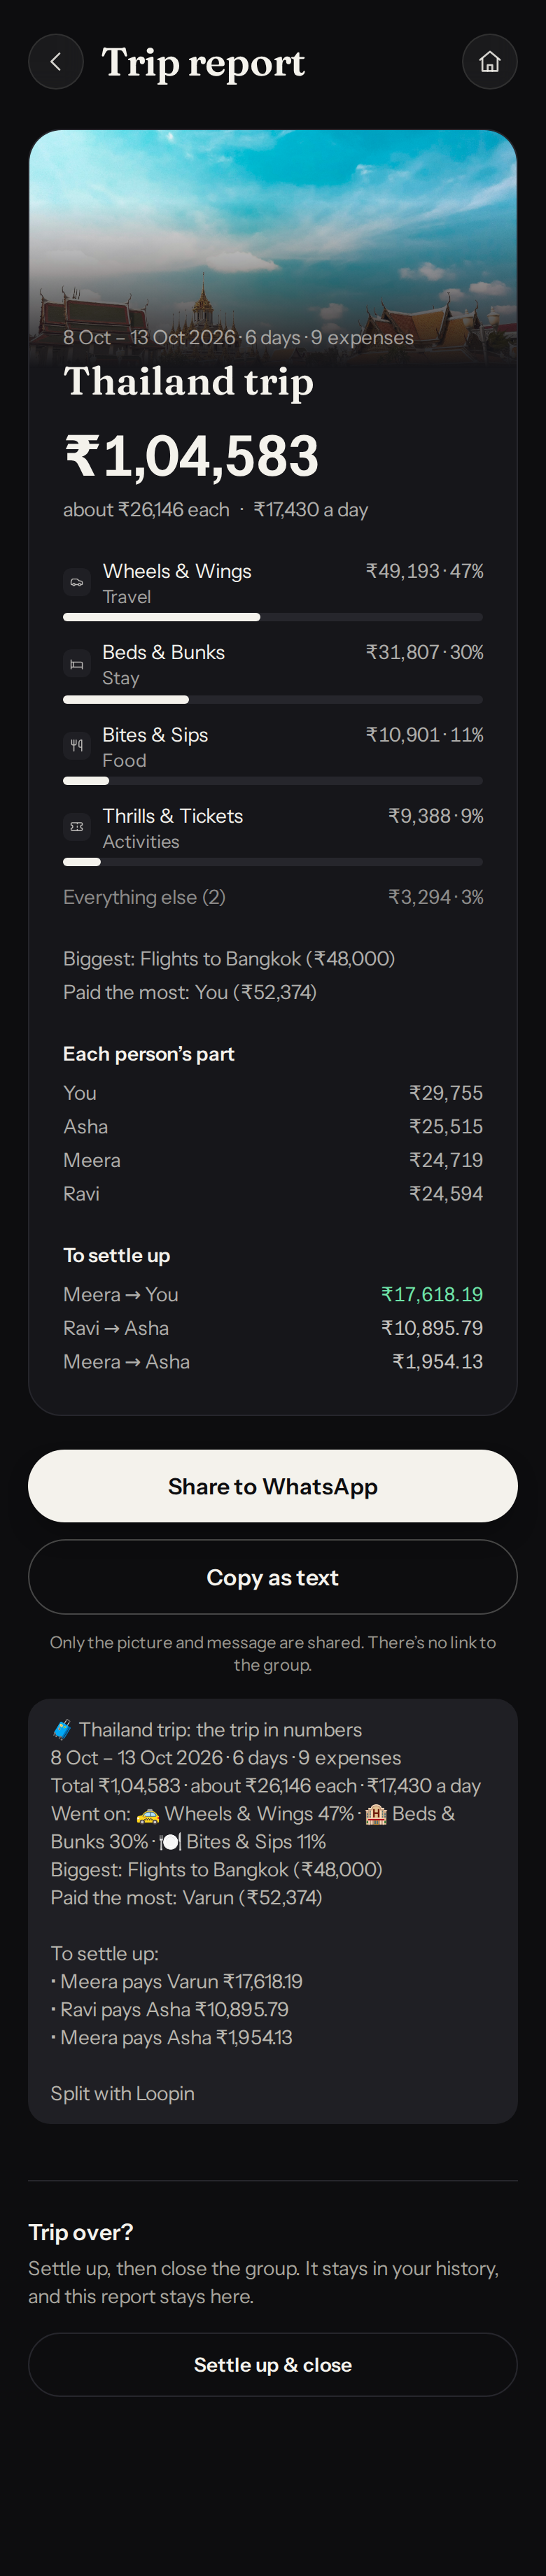 Trip report
8 Oct – 13 Oct 2026 · 6 days · 9 expenses
Thailand trip
₹1,04,583
about ₹26,146 each · ₹17,430 a day
Wheels & Wings ₹49,193 · 47%
Travel
Beds & Bunks ₹31,807 · 30%
Stay
Bites & Sips ₹10,901 · 11%
Food
Thrills & Tickets ₹9,388 · 9%
Activities
Everything else (2) ₹3,294 · 3%
Biggest: Flights to Bangkok (₹48,000)
Paid the most: You (₹52,374)
Each person’s part
You ₹29,755
Asha ₹25,515
Meera ₹24,719
Ravi ₹24,594
To settle up
Meera → You ₹17,618.19
Ravi → Asha ₹10,895.79
Meera → Asha ₹1,954.13
Share to WhatsApp
Copy as text
Only the picture and message are shared. There’s no link to
the group.
🧳 Thailand trip: the trip in numbers
8 Oct – 13 Oct 2026 · 6 days · 9 expenses
Total ₹1,04,583 · about ₹26,146 each · ₹17,430 a day
Went on: 🚕 Wheels & Wings 47% · 🏨 Beds &
Bunks 30% · 🍽️ Bites & Sips 11%
Biggest: Flights to Bangkok (₹48,000)
Paid the most: Varun (₹52,374)
To settle up:
• Meera pays Varun ₹17,618.19
• Ravi pays Asha ₹10,895.79
• Meera pays Asha ₹1,954.13
Split with Loopin
Trip over?
Settle up, then close the group. It stays in your history,
and this report stays here.
Settle up & close